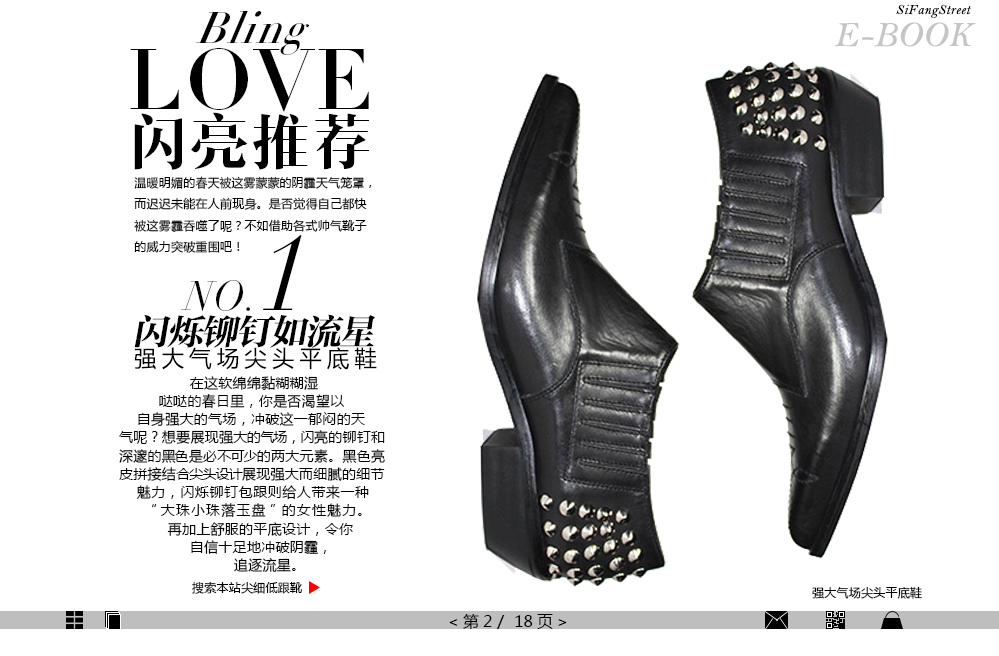 SiFangStreet
E-BOOK
Bling
LOVE
闪亮推荐
温暖明媚的春天被这雾蒙蒙的阴霾天气笼罩，
而迟迟未能在人前现身。是否觉得自己都快
被这雾霾吞噬了呢？不如借助各式帅气靴子
的威力突破重围吧！
NO.1
闪烁铆钉如流星
强大气场尖头平底鞋
在这软绵绵黏糊糊湿
哒哒的春日里，你是否渴望以
自身强大的气场，冲破这一郁闷的天
气呢？想要展现强大的气场，闪亮的铆钉和
深邃的黑色是必不可少的两大元素。黑色亮
皮拼接结合尖头设计展现强大而细腻的细节
魅力，闪烁铆钉包跟则给人带来一种
“大珠小珠落玉盘”的女性魅力。
再加上舒服的平底设计，令你
自信十足地冲破阴霾，
追逐流星。
搜索本站尖细低跟靴
强大气场尖头平底鞋
< 第 2 / 18 页 >